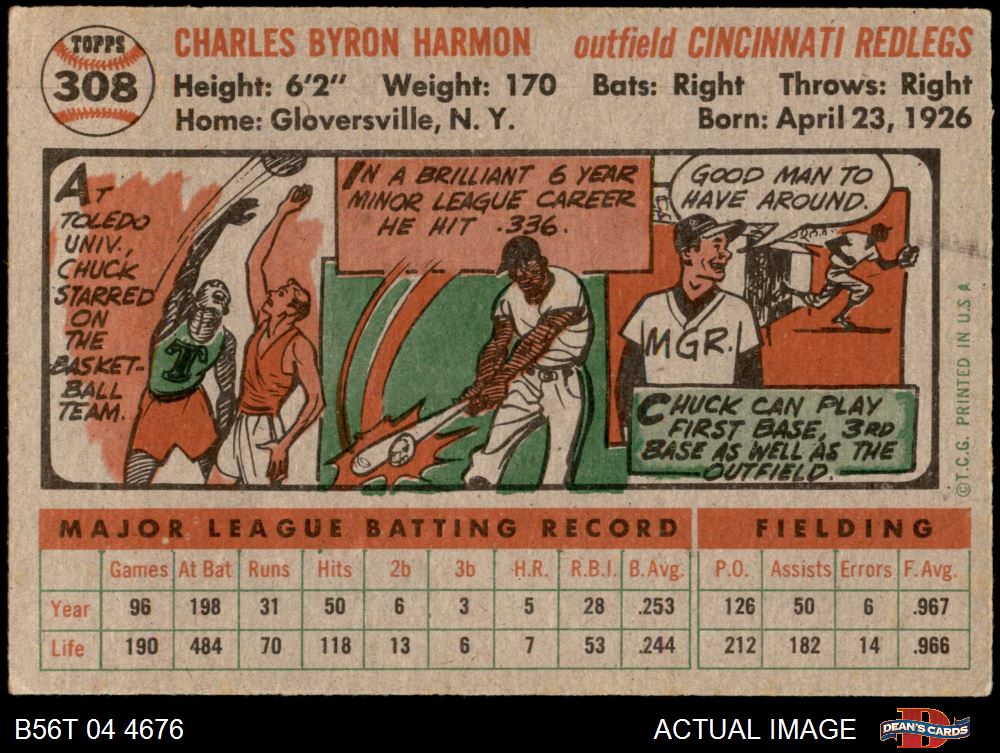 TOPPS
308
CHARLES BYRON HARMON outfield CINCINNATI REDLEGS
Height: 6'2" Weight: 170 Bats: Right Throws: Right
Home: Gloversville, N. Y. Born: April 23, 1926
AT
TOLEDO
UNIV.,
CHUCK
STARRED
ON
THE
BASKET-
BALL
TEAM.
T
IN A BRILLIANT 6 YEAR
MINOR LEAGUE CAREER
HE HIT .336.
GOOD MAN TO
HAVE AROUND.
MGR.
CHUCK CAN PLAY
FIRST BASE, 3RD
BASE AS WELL AS THE
OUTFIELD.
©T.C.G. PRINTED IN U.S.A.
MAJOR LEAGUE BATTING RECORD FIELDING
Games At Bat Runs Hits 2b 3b H.R. R.B.I. B.Avg. P.O. Assists Errors F. Avg.
Year 96 198 31 50 6 3 5 28 .253 126 50 6 .967
Life 190 484 70 118 13 6 7 53 .244 212 182 14 .966
B56T 04 4676 ACTUAL IMAGE DEAN'S CARDS